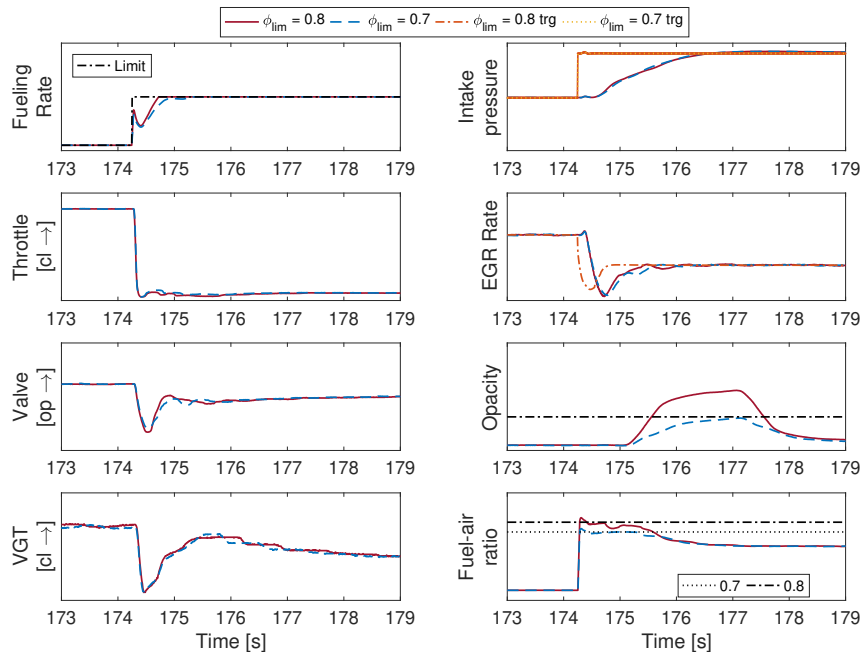 ϕlim = 0.8 ϕlim = 0.7 ϕlim = 0.8 trg ϕlim = 0.7 trg
Limit
Fueling
Rate
173 174 175 176 177 178 179
Intake
pressure
173 174 175 176 177 178 179
Throttle
[cl →]
173 174 175 176 177 178 179
EGR Rate
173 174 175 176 177 178 179
Valve
[op →]
173 174 175 176 177 178 179
Opacity
173 174 175 176 177 178 179
VGT
[cl →]
173 174 175 176 177 178 179
Time [s]
Fuel-air
ratio
0.7 0.8
173 174 175 176 177 178 179
Time [s]